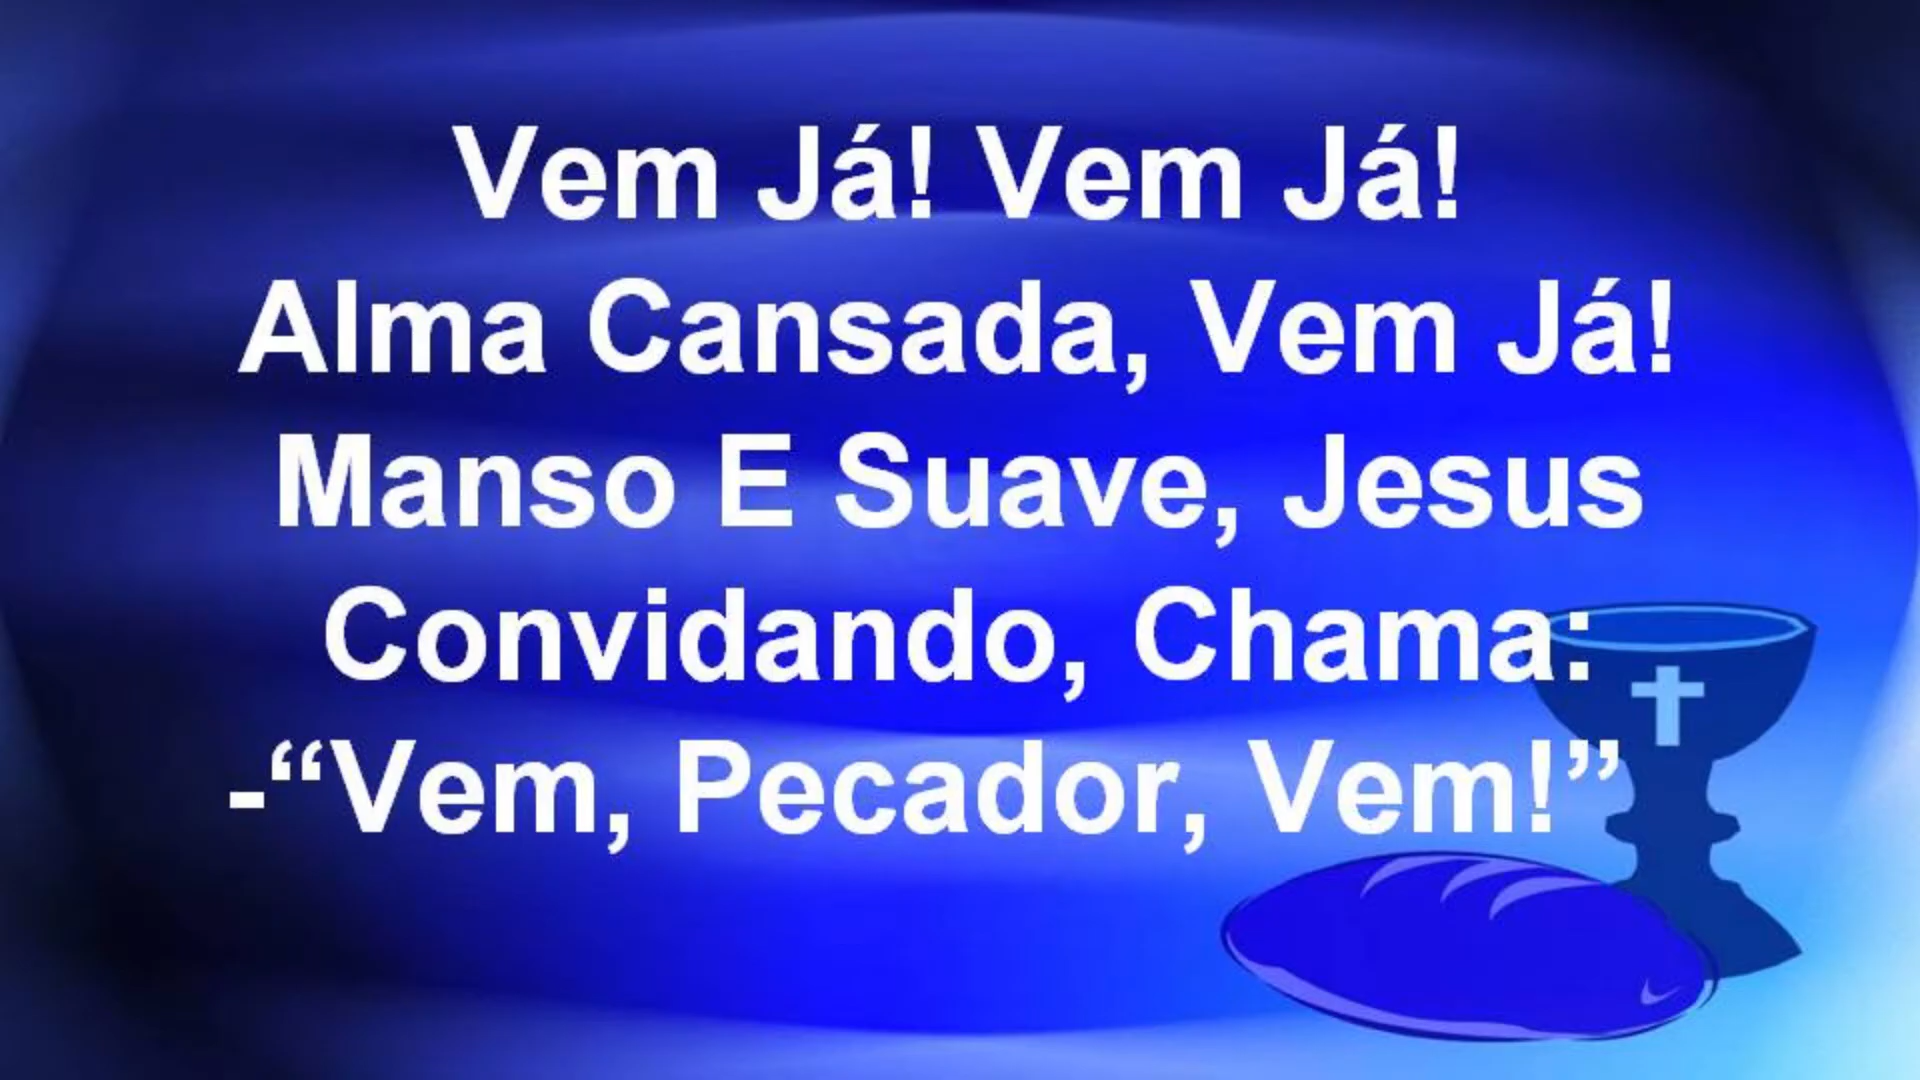 Vem Já! Vem Já!
Alma Cansada, Vem Já!
Manso E Suave, Jesus
Convidando, Chama:
-“Vem, Pecador, Vem!”